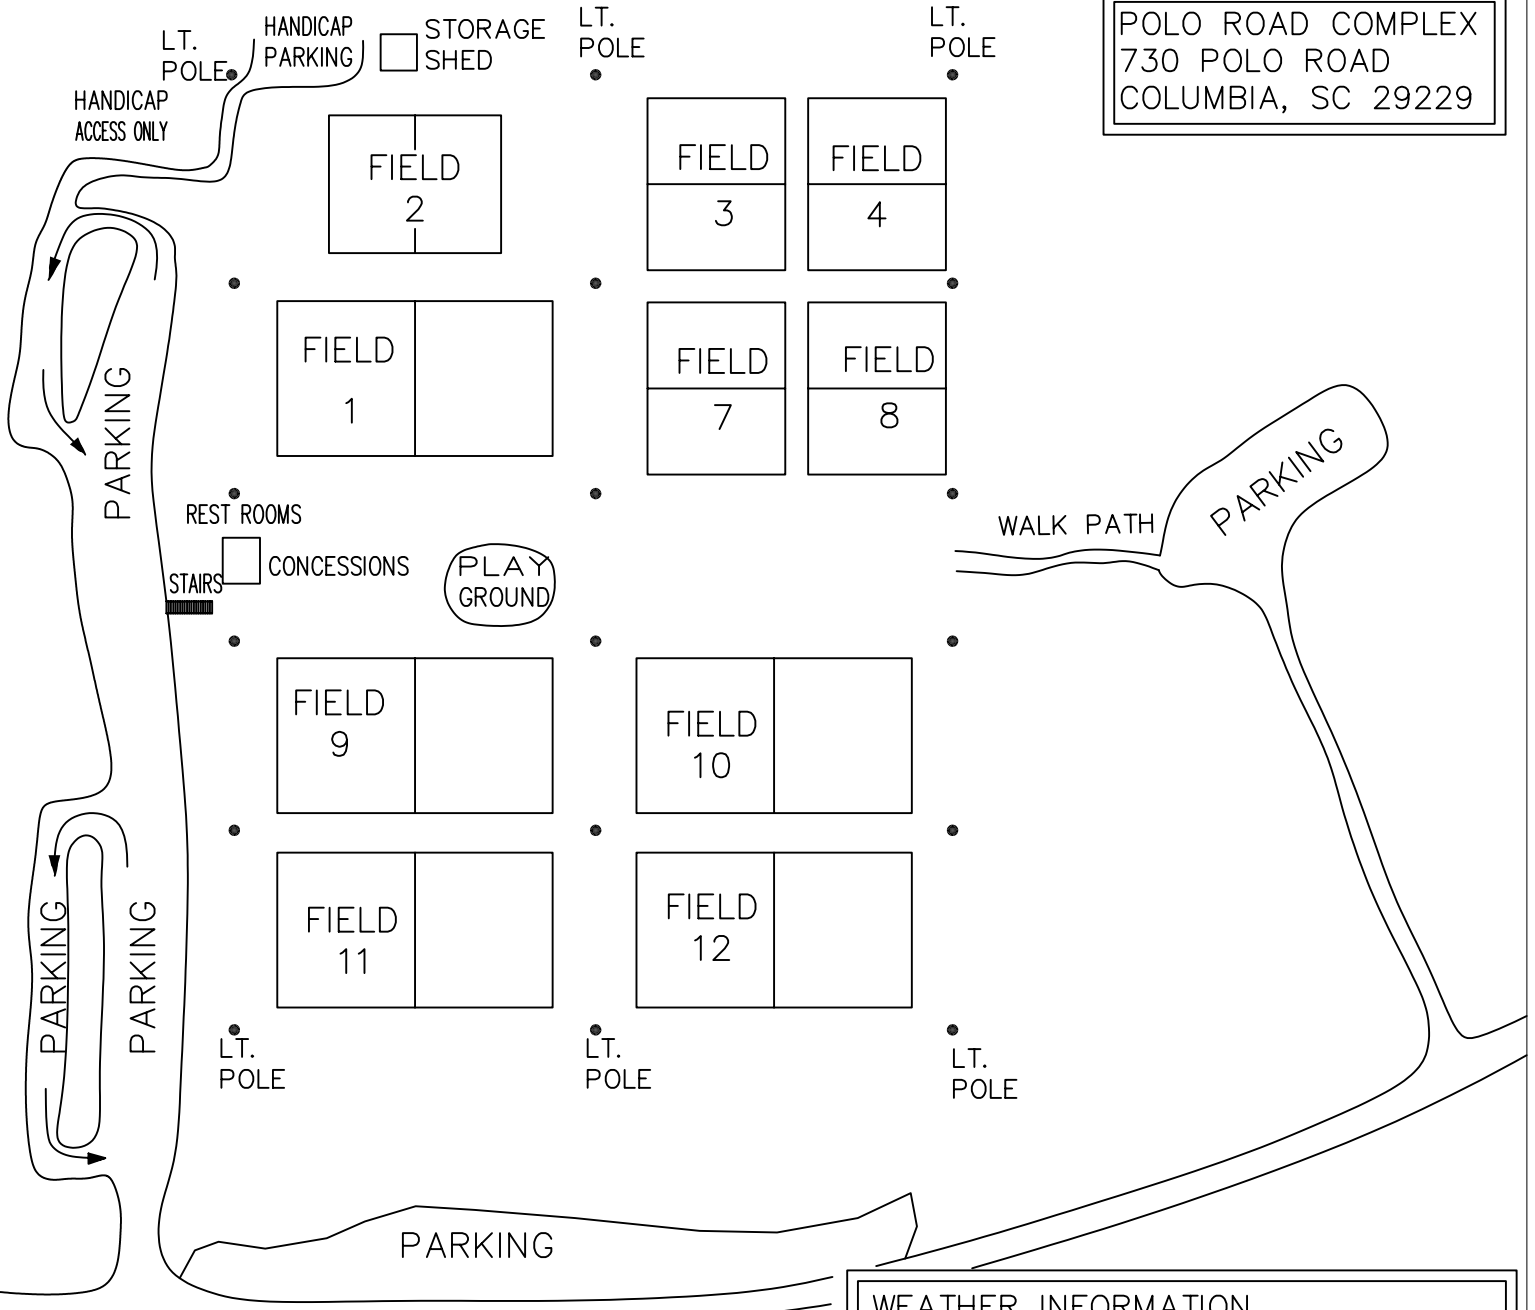 LT.
POLE
HANDICAP
PARKING
STORAGE
SHED
LT.
POLE
LT.
POLE
POLO ROAD COMPLEX
730 POLO ROAD
COLUMBIA, SC 29229
HANDICAP
ACCESS ONLY
FIELD
2
FIELD
3
FIELD
4
FIELD
1
FIELD
7
FIELD
8
PARKING
PARKING
REST ROOMS
CONCESSIONS
STAIRS
PLAY
GROUND
WALK PATH
FIELD
9
FIELD
10
PARKING
PARKING
FIELD
11
FIELD
12
LT.
POLE
LT.
POLE
LT.
POLE
PARKING
WEATHER INFORMATION